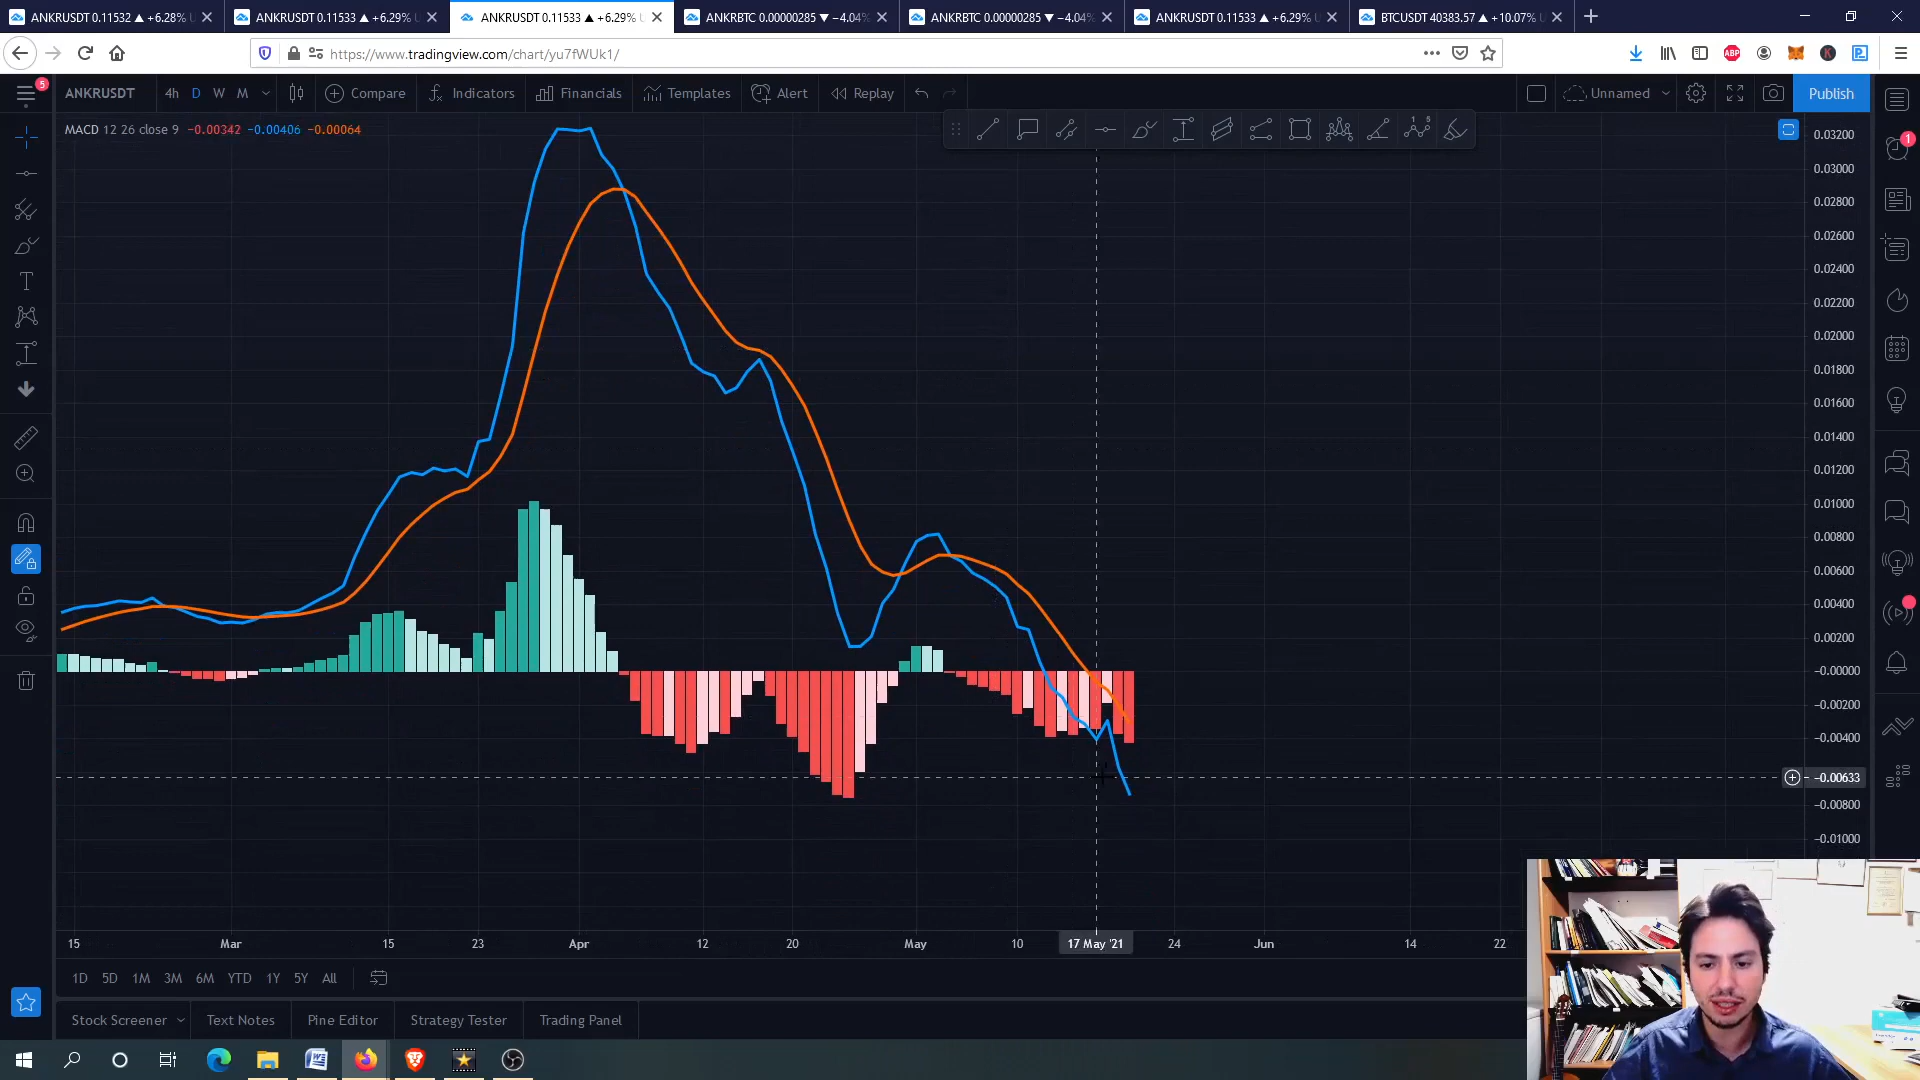 ANKRUSDT 0.11532 ▲ +6.28% U
ANKRUSDT 0.11533 ▲ +6.29% U
ANKRUSDT 0.11533 ▲ +6.29% U
ANKRBTC 0.00000285 ▼ −4.04%
ANKRBTC 0.00000285 ▼ −4.04%
ANKRUSDT 0.11533 ▲ +6.29% U
BTCUSDT 40383.57 ▲ +10.07% U
https://www.tradingview.com/chart/yu7fWUk1/
ABP
5
ANKRUSDT
4h
D
W
M
Compare
Indicators
Financials
Templates
Alert
Replay
Unnamed
Publish
MACD 12 26 close 9 −0.00342 −0.00406 −0.00064
1
0.03200
0.03000
0.02800
0.02600
0.02400
0.02200
0.02000
0.01800
0.01600
0.01400
0.01200
0.01000
0.00800
0.00600
0.00400
0.00200
−0.00000
−0.00200
−0.00400
−0.00633
−0.00800
−0.01000
15
Mar
15
23
Apr
12
20
May
10
17 May '21
24
Jun
14
22
1D 5D 1M 3M 6M YTD 1Y 5Y All
Stock Screener
Text Notes
Pine Editor
Strategy Tester
Trading Panel